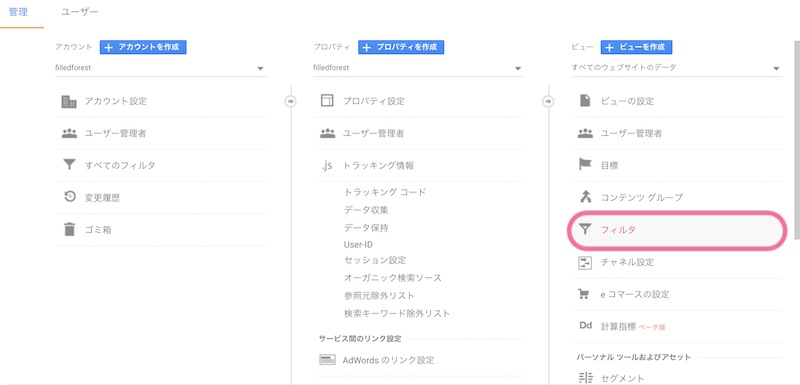 管理 ユーザー
アカウント + アカウントを作成
filledforest
アカウント設定
ユーザー管理者
すべてのフィルタ
変更履歴
ゴミ箱
プロパティ + プロパティを作成
filledforest
プロパティ設定
ユーザー管理者
.js トラッキング情報
トラッキング コード
データ収集
データ保持
User-ID
セッション設定
オーガニック検索ソース
参照元除外リスト
検索キーワード除外リスト
サービス間のリンク設定
AdWords のリンク設定
ビュー + ビューを作成
すべてのウェブサイトのデータ
ビューの設定
ユーザー管理者
目標
コンテンツ グループ
フィルタ
チャネル設定
e コマースの設定
Dd 計算指標 ベータ版
パーソナル ツールおよびアセット
セグメント